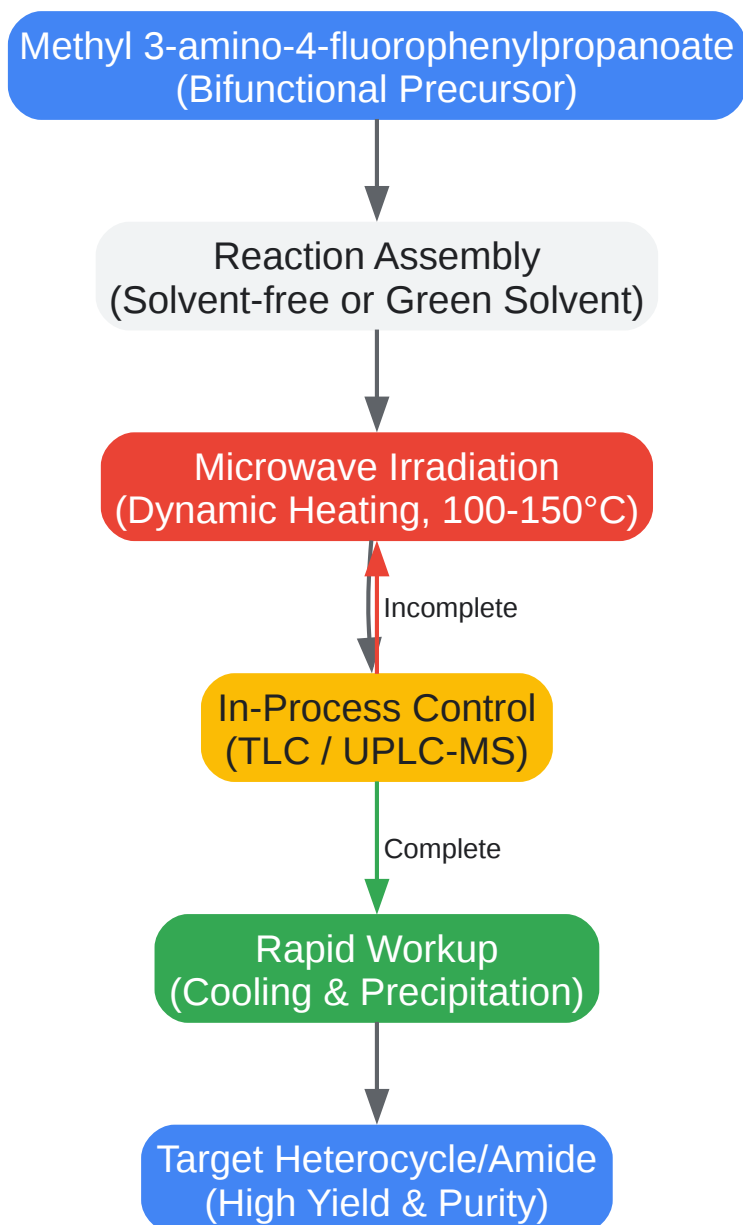 Methyl 3-amino-4-fluorophenylpropanoate
(Bifunctional Precursor)
Reaction Assembly
(Solvent-free or Green Solvent)
Microwave Irradiation
(Dynamic Heating, 100-150°C)
Incomplete
In-Process Control
(TLC / UPLC-MS)
Complete
Rapid Workup
(Cooling & Precipitation)
Target Heterocycle/Amide
(High Yield & Purity)